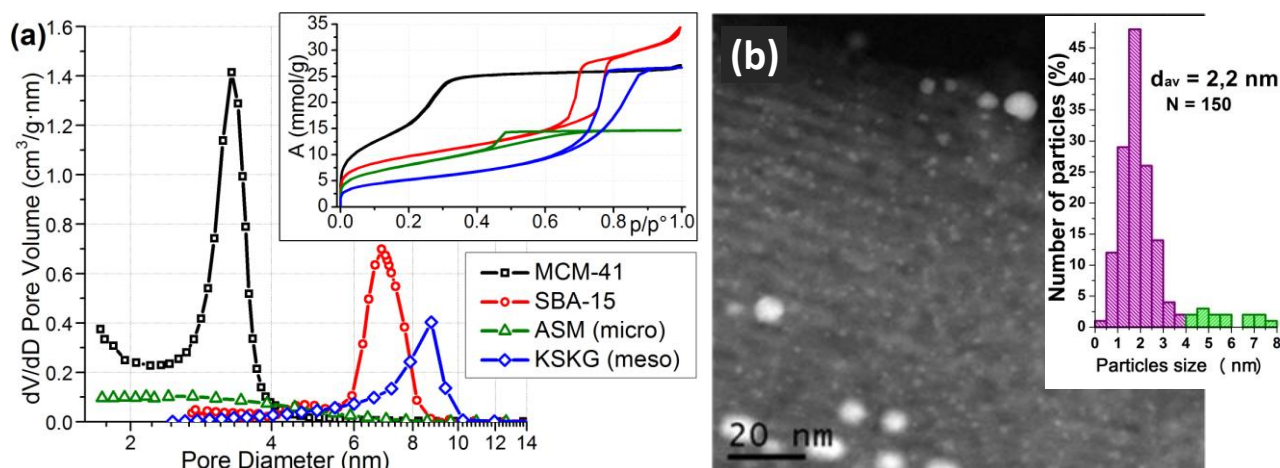 (a)
dV/dD Pore Volume (cm³/g·nm)
1.6
1.4
1.2
1.0
0.8
0.6
0.4
0.2
0.0
2 4 6 8 10 12 14
Pore Diameter (nm)
A (mmol/g)
35
30
25
20
15
10
5
0
0.0 0.2 0.4 0.6 0.8 1.0
p/p°
MCM-41
SBA-15
ASM (micro)
KSKG (meso)
(b)
20 nm
Number of particles (%)
45
40
35
30
25
20
15
10
5
0
dav = 2,2 nm
N = 150
0 1 2 3 4 5 6 7 8
Particles size ( nm)